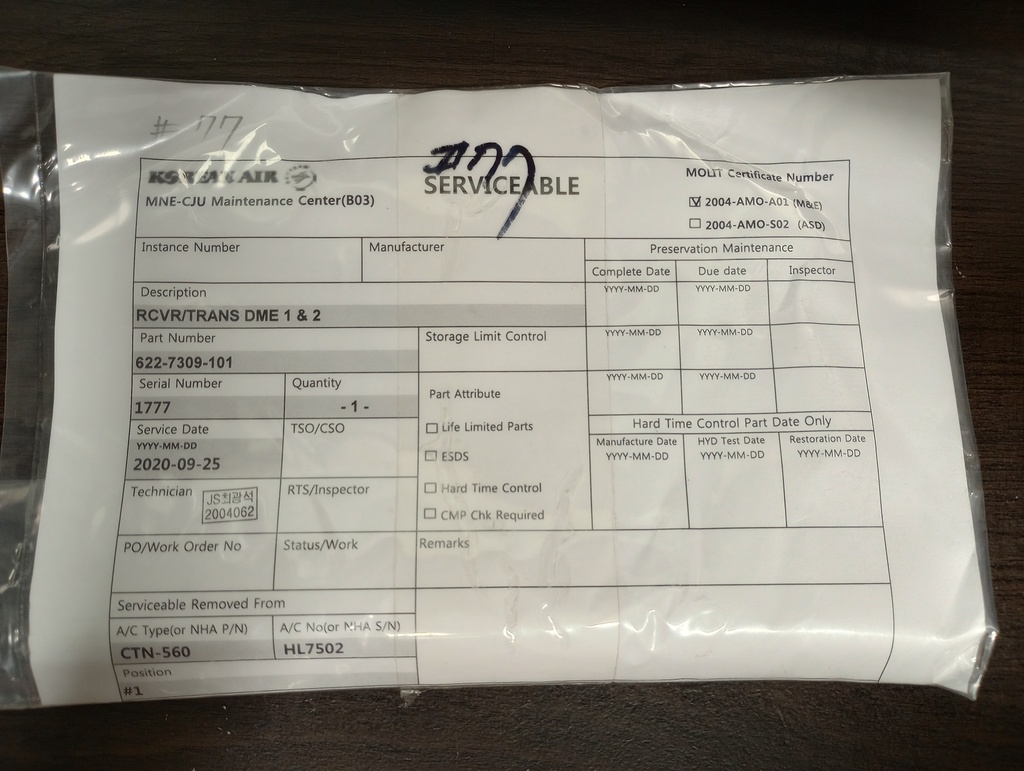 # 77
#77
KOREAN AIR
SERVICEABLE
MNE-CJU Maintenance Center(B03)
MOLIT Certificate Number
☑ 2004-AMO-A01 (M&E)
☐ 2004-AMO-S02 (ASD)
Instance Number
Manufacturer
Preservation Maintenance
Complete Date Due date Inspector
YYYY-MM-DD YYYY-MM-DD
Description
RCVR/TRANS DME 1 & 2
Part Number
622-7309-101
Storage Limit Control
YYYY-MM-DD YYYY-MM-DD
Serial Number
1777
Quantity
- 1 -
YYYY-MM-DD YYYY-MM-DD
Service Date
YYYY-MM-DD
2020-09-25
TSO/CSO
Part Attribute
☐ Life Limited Parts
☐ ESDS
☐ Hard Time Control
☐ CMP Chk Required
Hard Time Control Part Date Only
Manufacture Date HYD Test Date Restoration Date
YYYY-MM-DD YYYY-MM-DD YYYY-MM-DD
Technician
JS최광석
2004062
RTS/Inspector
PO/Work Order No
Status/Work
Remarks
Serviceable Removed From
A/C Type(or NHA P/N)
CTN-560
A/C No(or NHA S/N)
HL7502
Position
#1